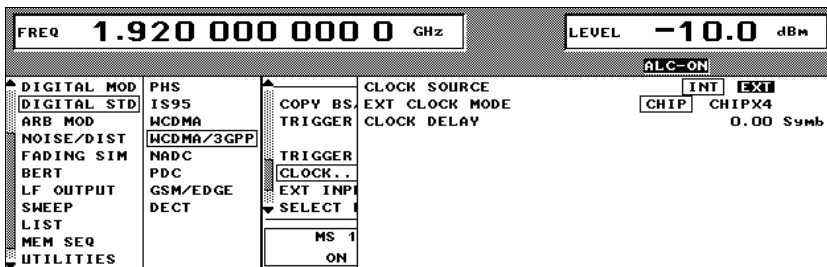 FREQ 1.920 000 000 0 GHz LEVEL -10.0 dBm
ALC-ON
DIGITAL MOD PHS CLOCK SOURCE INT EXT
DIGITAL STD IS95 COPY BS EXT CLOCK MODE CHIP CHIPX4
ARB MOD WCDMA TRIGGER CLOCK DELAY 0.00 Symb
NOISE/DIST WCDMA/3GPP
FADING SIM NADC TRIGGER
BERT PDC CLOCK..
LF OUTPUT GSM/EDGE EXT INP
SWEEP DECT SELECT
LIST
MEM SEQ MS 1
UTILITIES ON